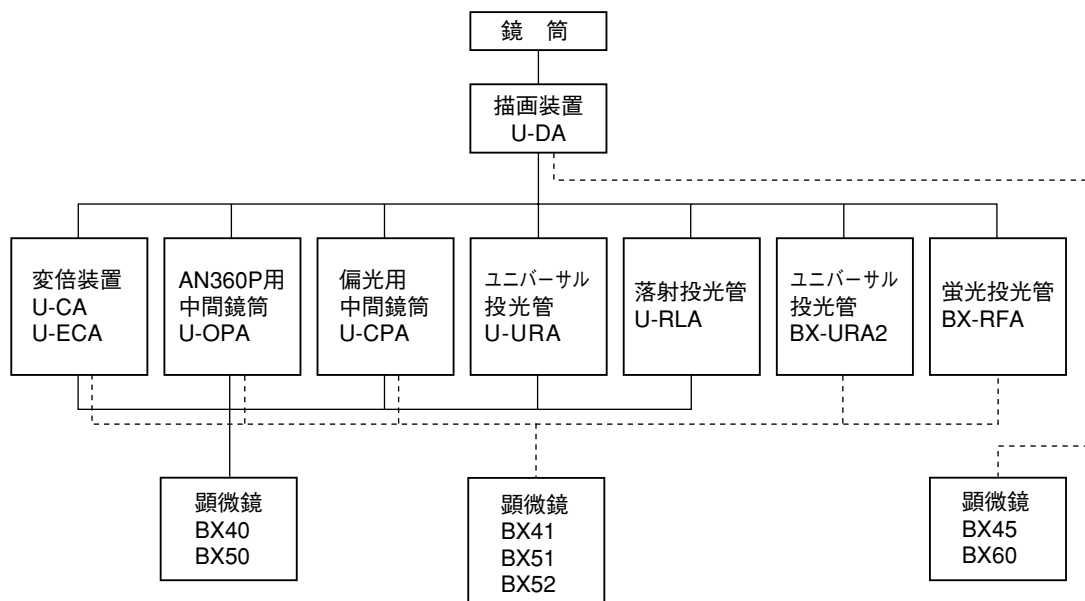 鏡 筒
描画装置
U-DA
変倍装置
U-CA
U-ECA
AN360P用
中間鏡筒
U-OPA
偏光用
中間鏡筒
U-CPA
ユニバーサル
投光管
U-URA
落射投光管
U-RLA
ユニバーサル
投光管
BX-URA2
蛍光投光管
BX-RFA
顕微鏡
BX40
BX50
顕微鏡
BX41
BX51
BX52
顕微鏡
BX45
BX60